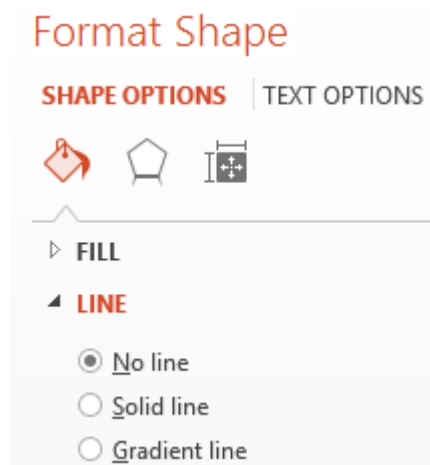 Format Shape
SHAPE OPTIONS TEXT OPTIONS
FILL
LINE
No line
Solid line
Gradient line